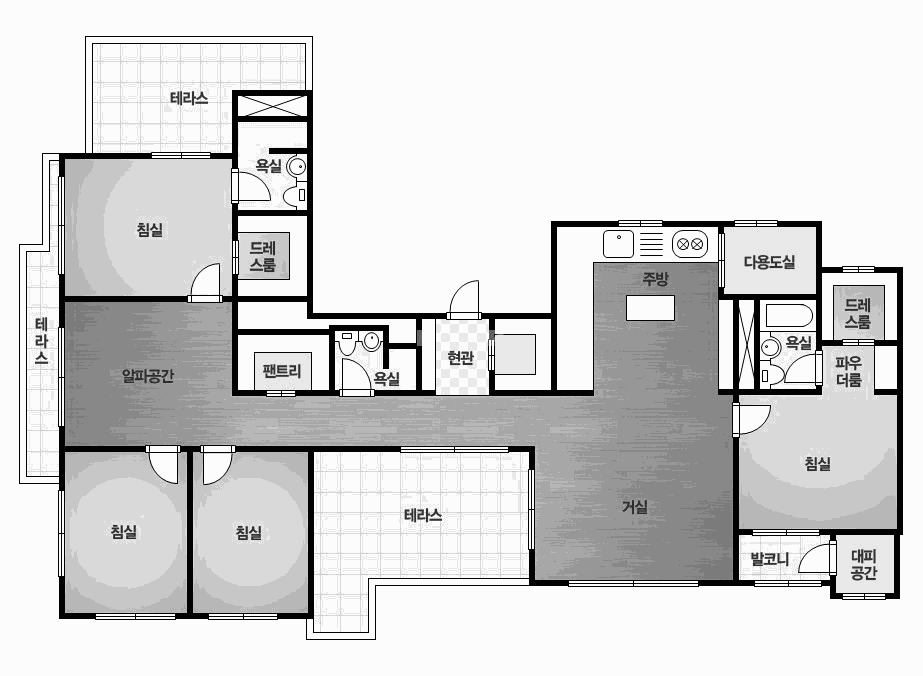 테라스
욕실
침실
드레
스룸
다용도실
주방
드레
스룸
테
라
스
현관
욕실
파우
더룸
알파공간
팬트리
욕실
침실
테라스
거실
침실
침실
발코니
대피
공간